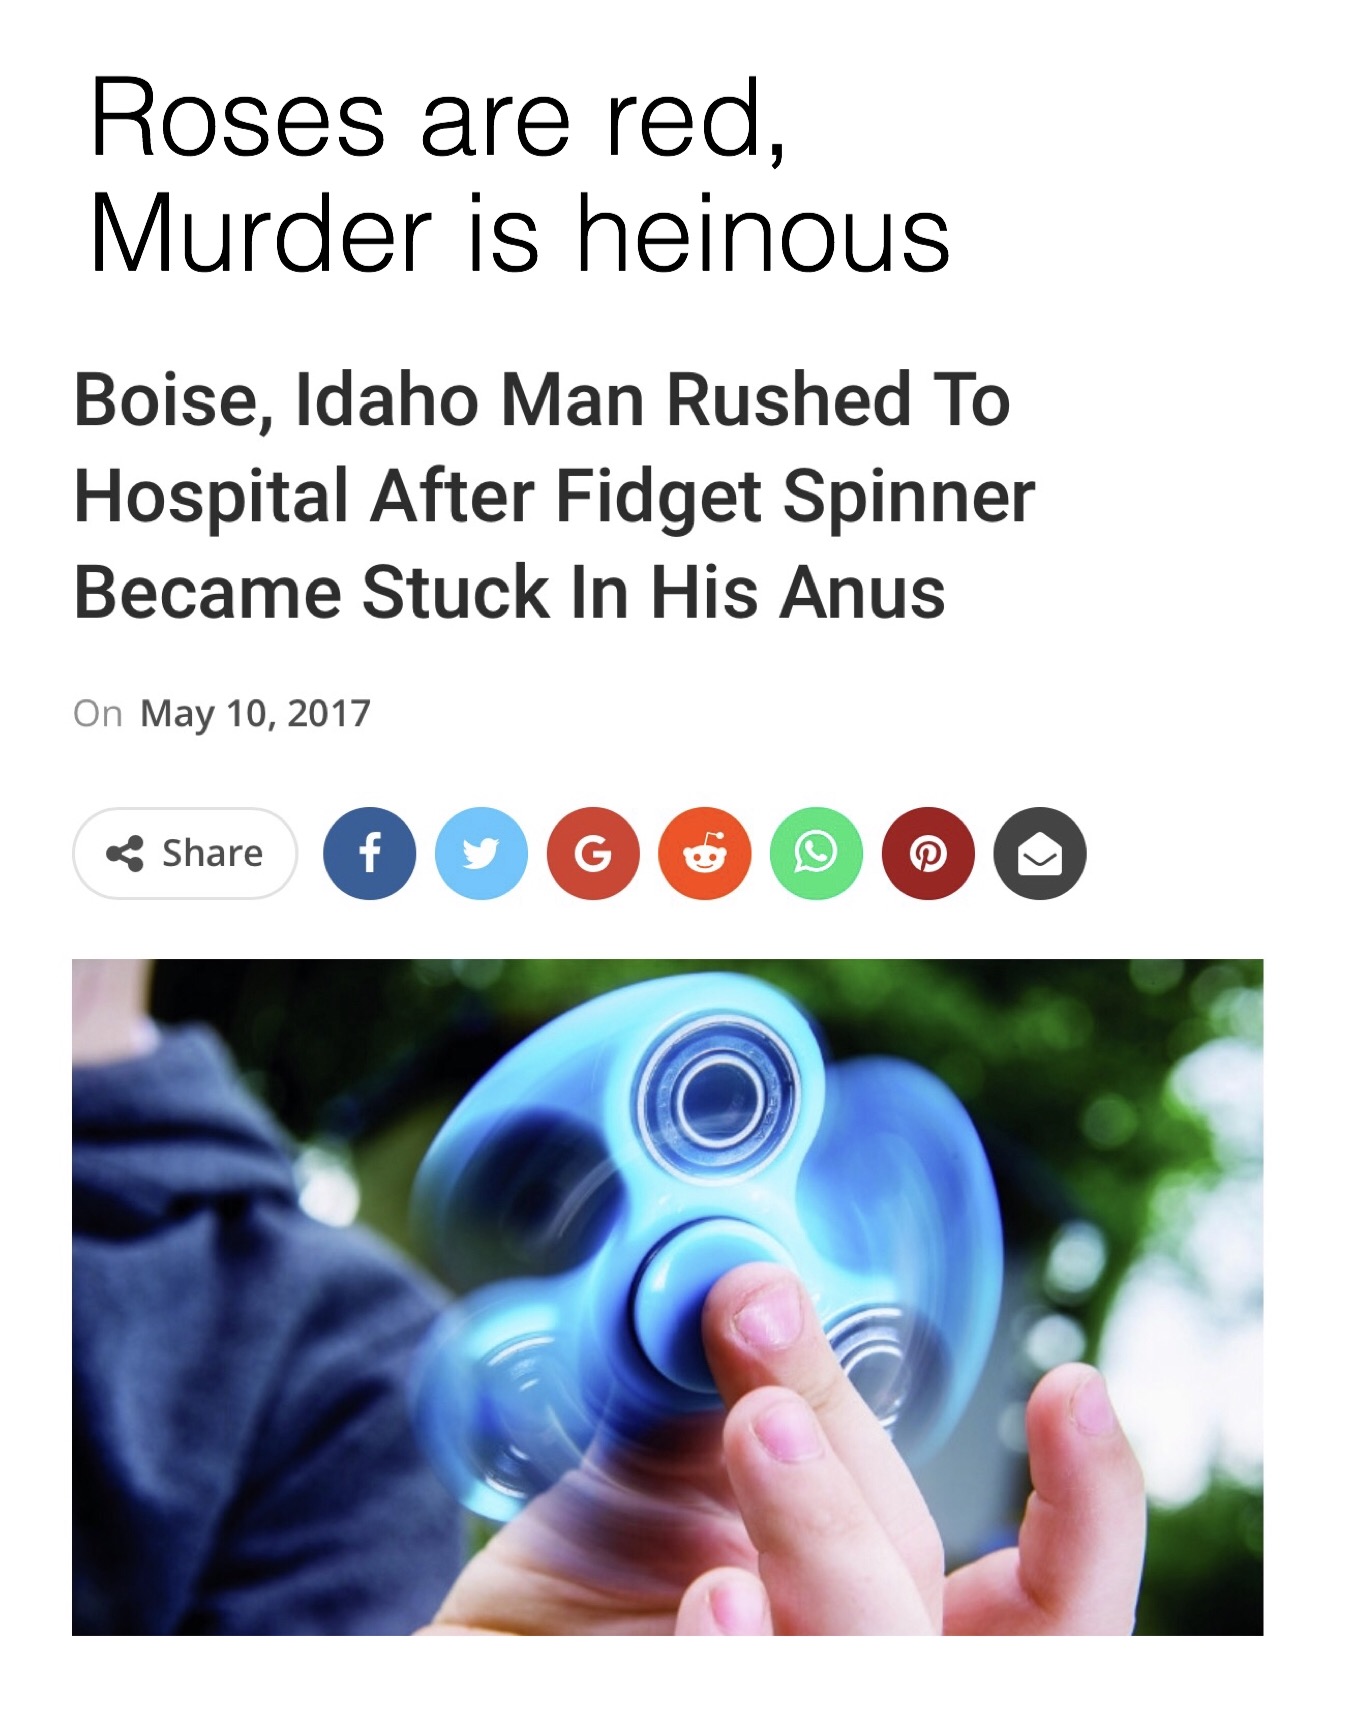 Roses are red,
Murder is heinous
Boise, Idaho Man Rushed To
Hospital After Fidget Spinner
Became Stuck In His Anus
On May 10, 2017
Share